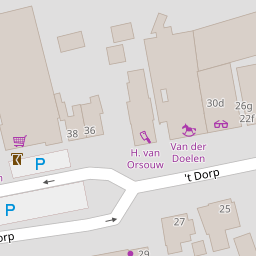 30d
26g
22f
38
36
P
H. van
Orsouw
Van der
Doelen
't Dorp
P
25
27
orp
29